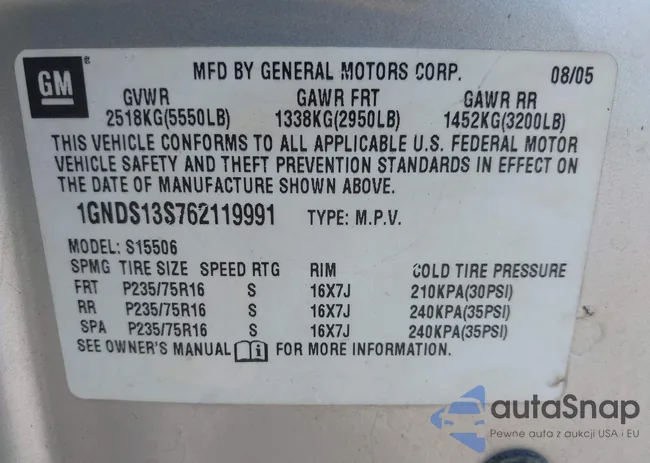 GM ® MFD BY GENERAL MOTORS CORP. 08/05
GVWR GAWR FRT GAWR RR
2518KG(5550LB) 1338KG(2950LB) 1452KG(3200LB)
THIS VEHICLE CONFORMS TO ALL APPLICABLE U.S. FEDERAL MOTOR
VEHICLE SAFETY AND THEFT PREVENTION STANDARDS IN EFFECT ON
THE DATE OF MANUFACTURE SHOWN ABOVE.
1GNDS13S762119991 TYPE: M.P.V.
MODEL: S15506
SPMG TIRE SIZE SPEED RTG RIM COLD TIRE PRESSURE
FRT P235/75R16 S 16X7J 210KPA(30PSI)
RR P235/75R16 S 16X7J 240KPA(35PSI)
SPA P235/75R16 S 16X7J 240KPA(35PSI)
SEE OWNER'S MANUAL i FOR MORE INFORMATION.
autaSnap
Pewne auta z aukcji USA i EU